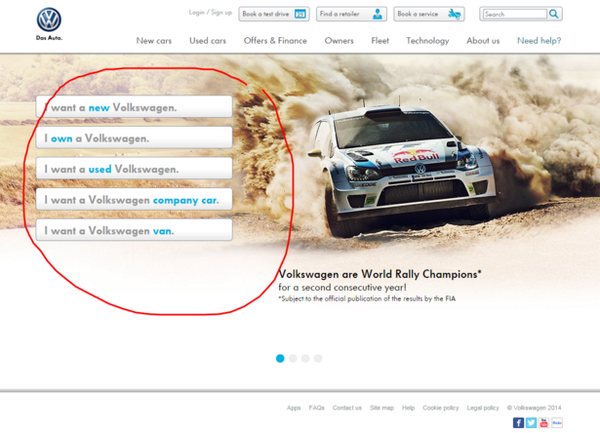 Das Auto.
Login / Sign up
Book a test drive
Find a retailer
Book a service
Search
New cars
Used cars
Offers & Finance
Owners
Fleet
Technology
About us
Need help?
I want a new Volkswagen.
I own a Volkswagen.
I want a used Volkswagen.
I want a Volkswagen company car.
I want a Volkswagen van.
Red Bull
Volkswagen are World Rally Champions*
for a second consecutive year!
*Subject to the official publication of the results by the FIA
Apps
FAQs
Contact us
Site map
Help
Cookie policy
Legal policy
© Volkswagen 2014